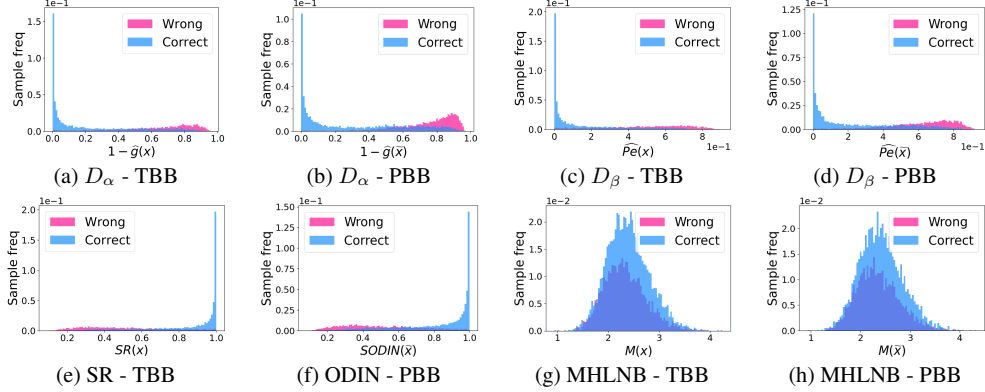 1e−1
Sample freq
1.5
1.0
0.5
0.0
Wrong
Correct
0.0 0.2 0.4 0.6 0.8 1.0
1 − ĝ(x)
(a) Dα - TBB
1e−1
Sample freq
1.00
0.75
0.50
0.25
0.00
Wrong
Correct
0.0 0.2 0.4 0.6 0.8 1.0
1 − ĝ(x̃)
(b) Dα - PBB
1e−1
Sample freq
2.0
1.5
1.0
0.5
0.0
Wrong
Correct
0 2 4 6 8
1e−1
P̂e(x)
(c) Dβ - TBB
1e−1
Sample freq
1.25
1.00
0.75
0.50
0.25
0.00
Wrong
Correct
0 2 4 6 8
1e−1
P̂e(x̃)
(d) Dβ - PBB
1e−1
Sample freq
2.0
1.5
1.0
0.5
0.0
Wrong
Correct
0.2 0.4 0.6 0.8 1.0
SR(x)
(e) SR - TBB
1e−1
Sample freq
1.50
1.25
1.00
0.75
0.50
0.25
0.00
Wrong
Correct
0.2 0.4 0.6 0.8 1.0
SODIN(x̃)
(f) ODIN - PBB
1e−2
Sample freq
2.0
1.5
1.0
0.5
0.0
Wrong
Correct
1 2 3 4
M(x)
(g) MHLNB - TBB
1e−2
Sample freq
2.0
1.5
1.0
0.5
0.0
Wrong
Correct
1 2 3 4
M(x̃)
(h) MHLNB - PBB